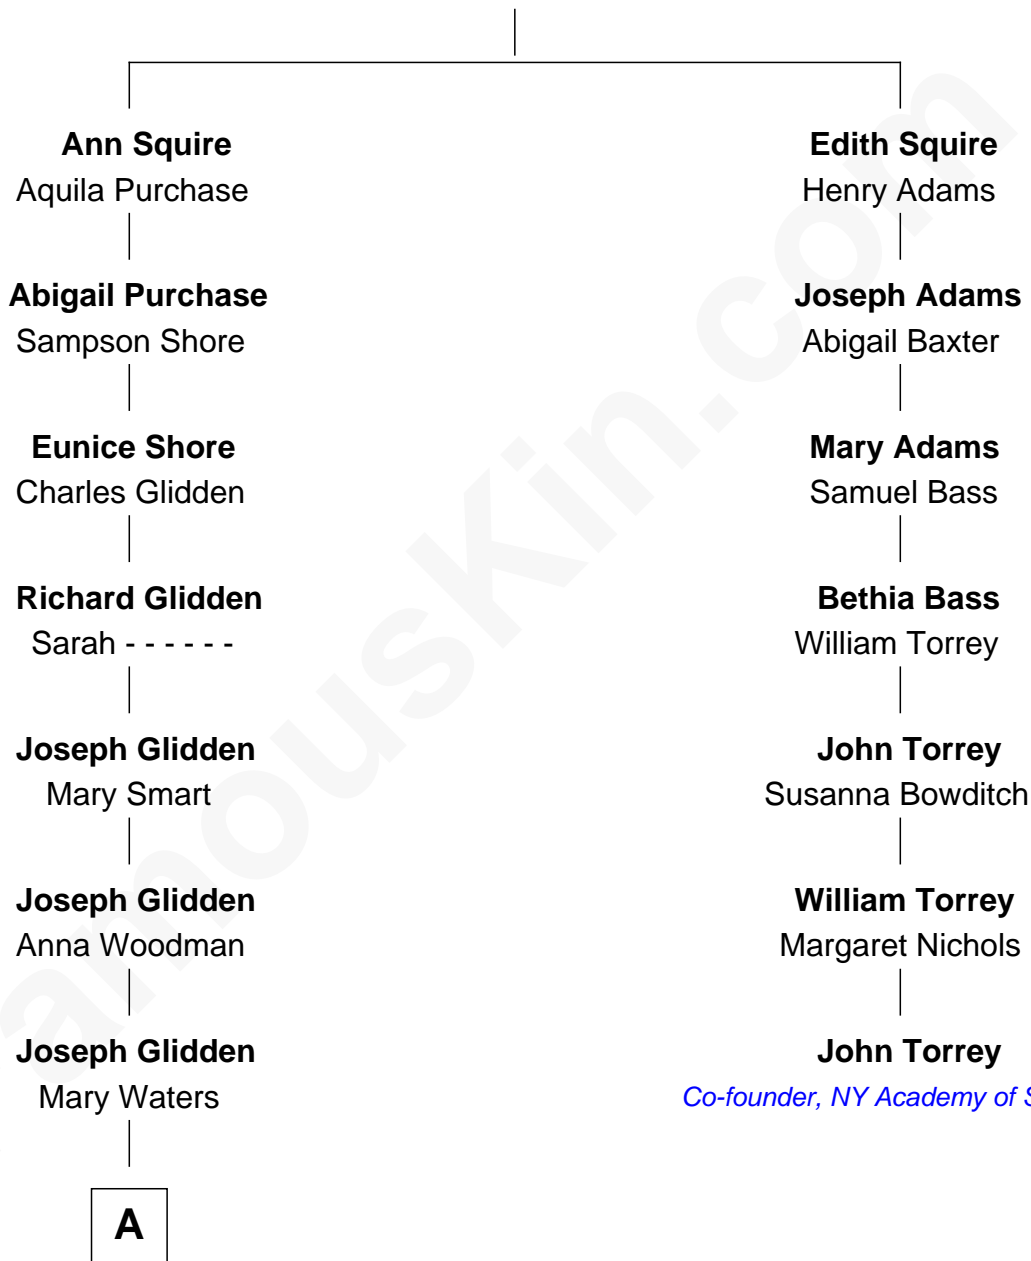 Ann Squire
Aquila Purchase
Abigail Purchase
Sampson Shore
Eunice Shore
Charles Glidden
Richard Glidden
Sarah - - - - - -
Joseph Glidden
Mary Smart
Joseph Glidden
Anna Woodman
Joseph Glidden
Mary Waters
A
Edith Squire
Henry Adams
Joseph Adams
Abigail Baxter
Mary Adams
Samuel Bass
Bethia Bass
William Torrey
John Torrey
Susanna Bowditch
William Torrey
Margaret Nichols
John Torrey
Co-founder, NY Academy of S
amouskin.com